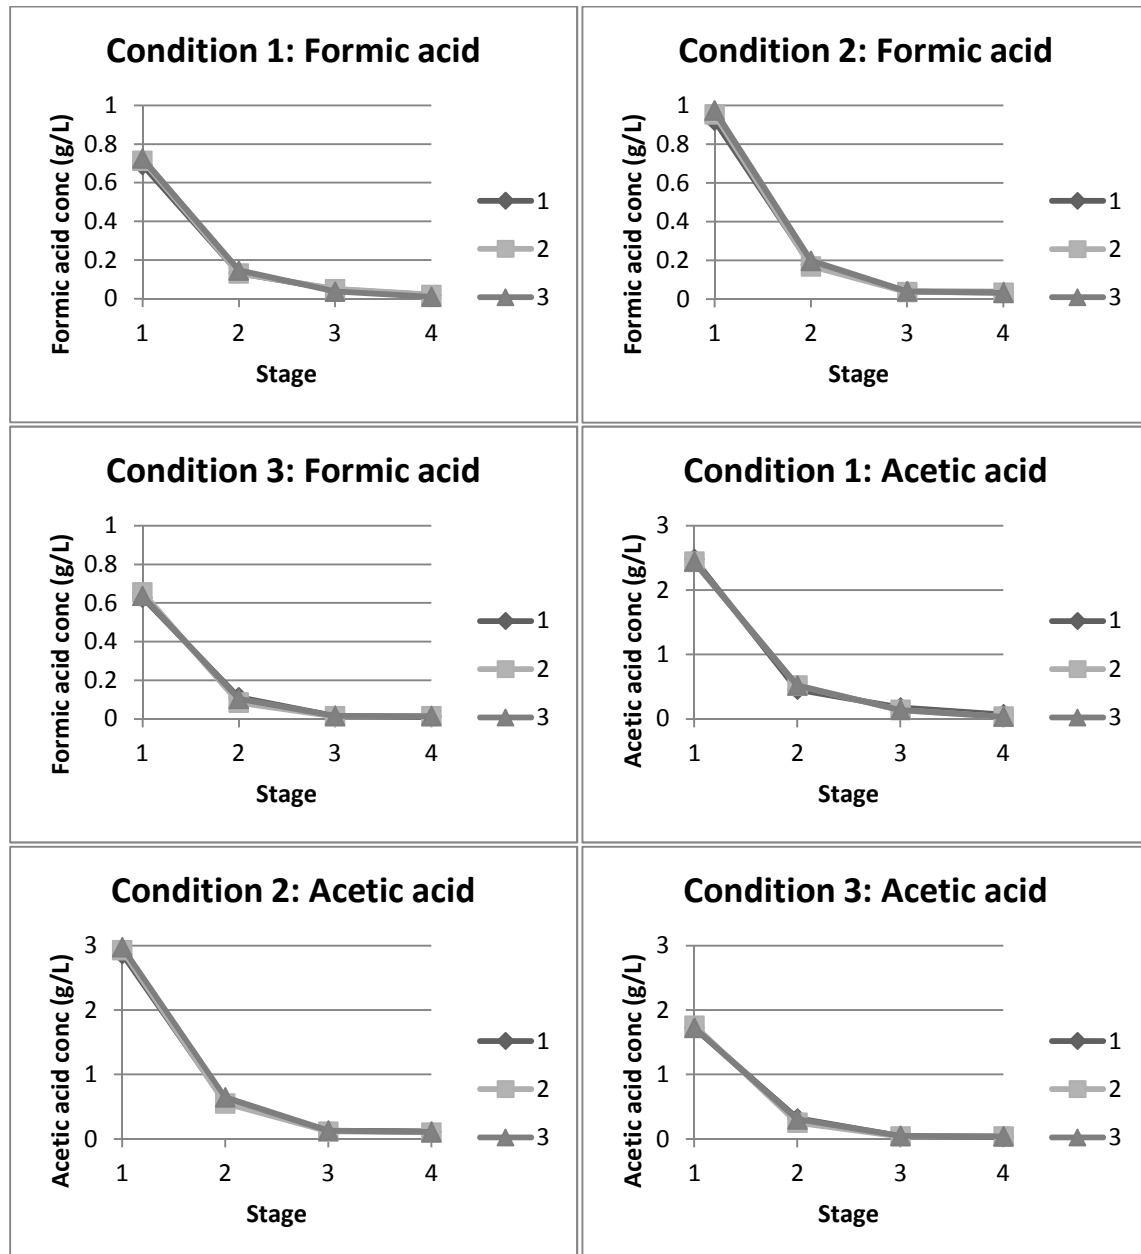 Condition 1: Formic acid
Formic acid conc (g/L)
1
0.8
0.6
0.4
0.2
0
1 2 3 4
Stage
1
2
3
Condition 2: Formic acid
Formic acid conc (g/L)
1
0.8
0.6
0.4
0.2
0
1 2 3 4
Stage
1
2
3
Condition 3: Formic acid
Formic acid conc (g/L)
1
0.8
0.6
0.4
0.2
0
1 2 3 4
Stage
1
2
3
Condition 1: Acetic acid
Acetic acid conc (g/L)
3
2
1
0
1 2 3 4
Stage
1
2
3
Condition 2: Acetic acid
Acetic acid conc (g/L)
3
2
1
0
1 2 3 4
Stage
1
2
3
Condition 3: Acetic acid
Acetic acid conc (g/L)
3
2
1
0
1 2 3 4
Stage
1
2
3